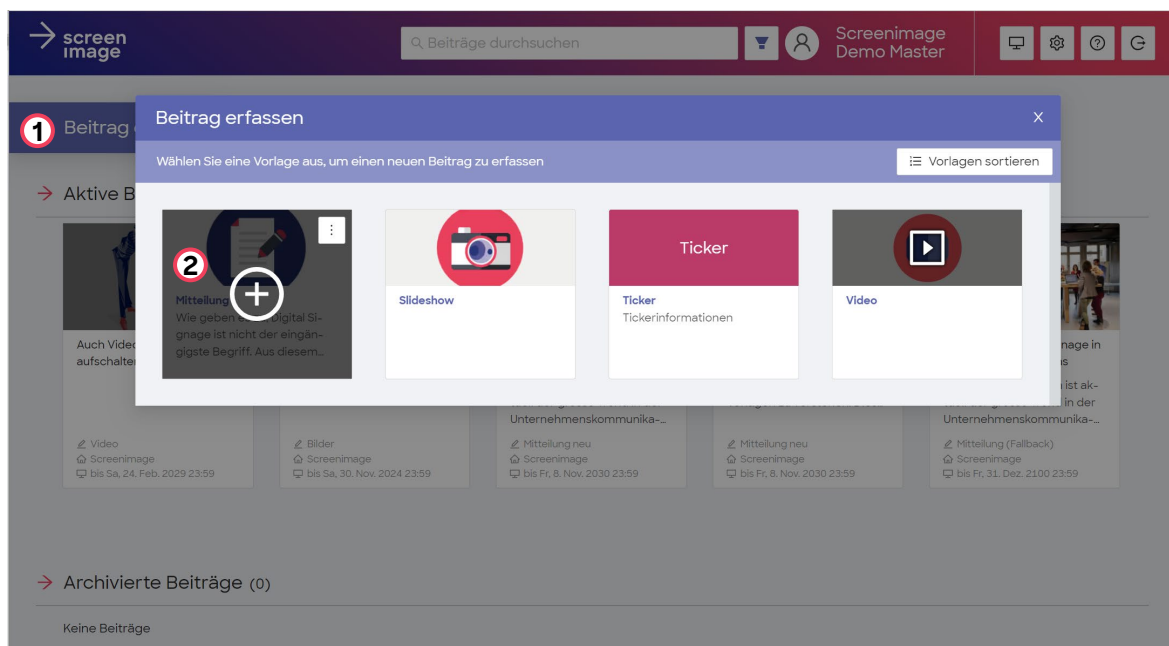 screen
image
Beiträge durchsuchen
Screenimage
Demo Master
1
Beitrag
Beitrag erfassen
X
Wählen Sie eine Vorlage aus, um einen neuen Beitrag zu erfassen
Vorlagen sortieren
Aktive B
2
Mitteilung
Wie geben Digital Si-
gnage ist nicht der eingän-
gigste Begriff. Aus diesem...
Slideshow
Ticker
Ticker
Tickerinformationen
Video
Auch Video
aufschalten
nage in
ist ak-
in der
Unternehmenskommunika-...
Unternehmenskommunika-...
Video
Screenimage
bis Sa, 24. Feb. 2029 23:59
Bilder
Screenimage
bis Sa, 30. Nov. 2024 23:59
Mitteilung neu
Screenimage
bis Fr, 8. Nov. 2030 23:59
Mitteilung neu
Screenimage
bis Fr, 8. Nov. 2030 23:59
Mitteilung (Fallback)
Screenimage
bis Fr, 31. Dez. 2100 23:59
Archivierte Beiträge (0)
Keine Beiträge